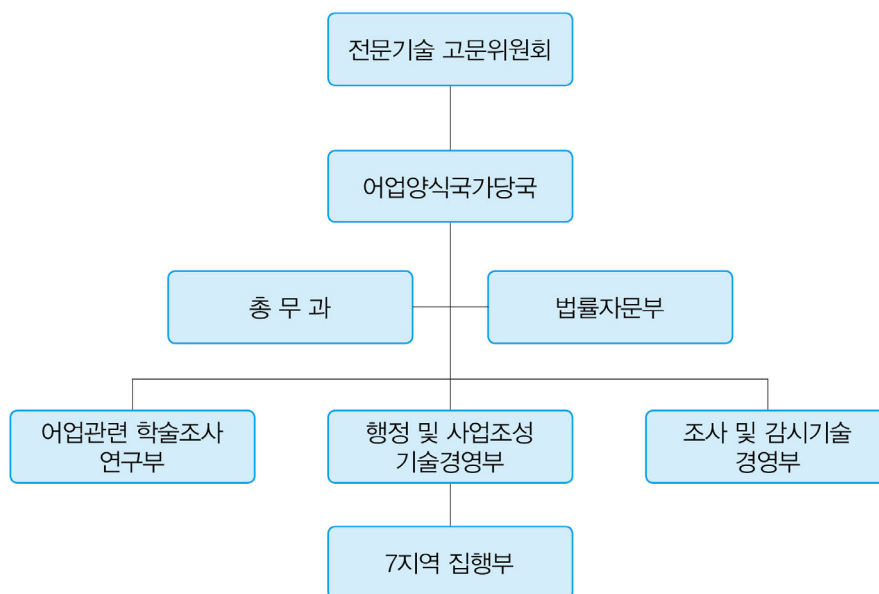 전문기술 고문위원회
어업양식국가당국
총 무 과
법률자문부
어업관련 학술조사
연구부
행정 및 사업조성
기술경영부
조사 및 감시기술
경영부
7지역 집행부